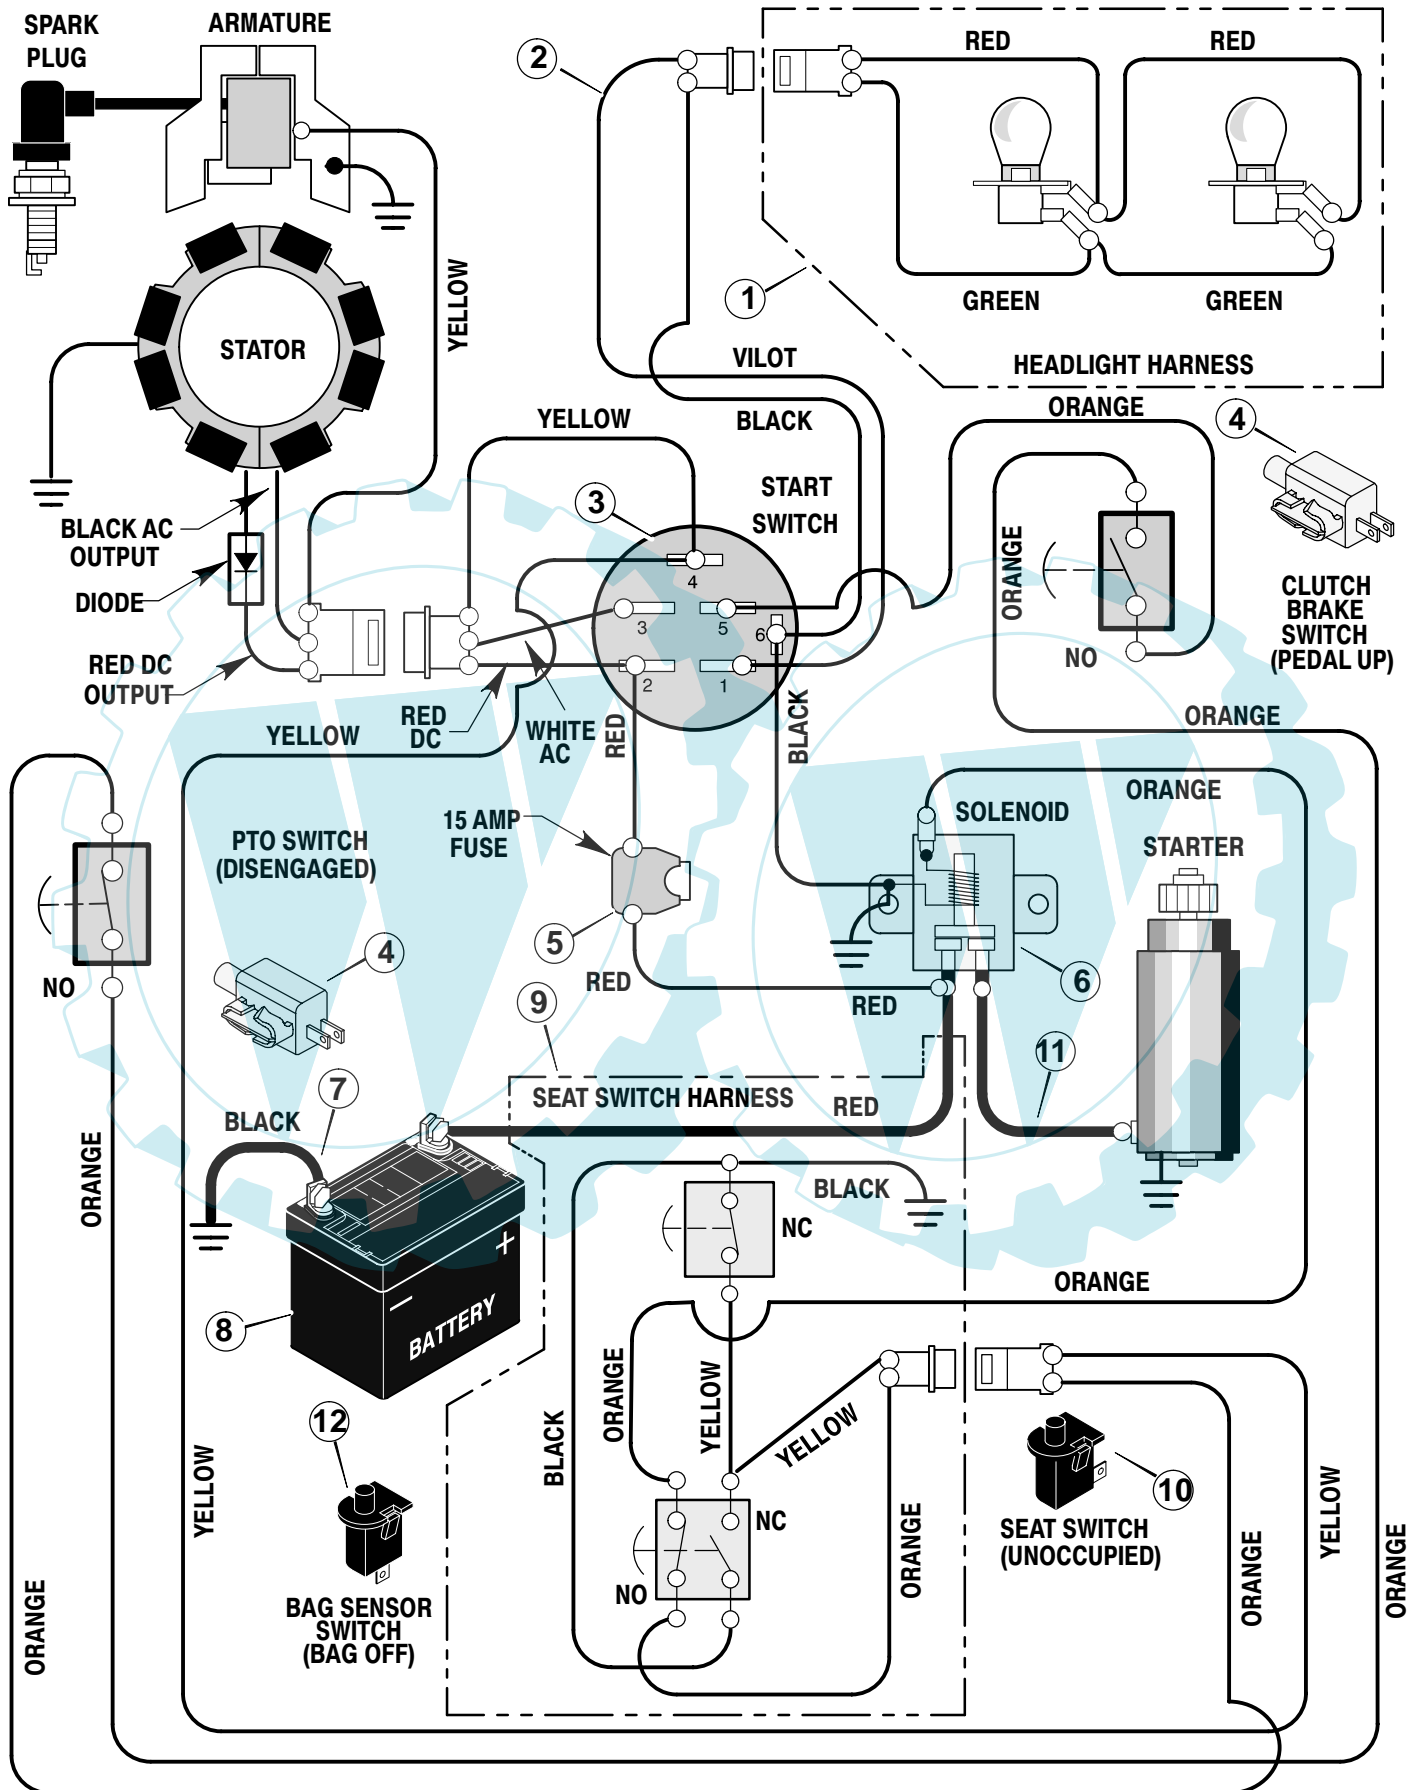 SPARK
PLUG
ARMATURE
2
RED
RED
YELLOW
STATOR
1
GREEN
GREEN
HEADLIGHT HARNESS
VILOT
BLACK
YELLOW
ORANGE
4
START
SWITCH
3
BLACK AC
OUTPUT
DIODE
RED DC
OUTPUT
4
3
5
6
2
1
ORANGE
NO
CLUTCH
BRAKE
SWITCH
(PEDAL UP)
YELLOW
RED
DC
WHITE
AC
RED
BLACK
ORANGE
ORANGE
SOLENOID
STARTER
15 AMP
FUSE
PTO SWITCH
(DISENGAGED)
5
4
NO
RED
RED
6
9
11
7
SEAT SWITCH HARNESS
RED
BLACK
ORANGE
BLACK
NC
+
–
BATTERY
8
ORANGE
ORANGE
YELLOW
YELLOW
BLACK
12
YELLOW
NC
NO
ORANGE
10
SEAT SWITCH
(UNOCCUPIED)
YELLOW
ORANGE
ORANGE
BAG SENSOR
SWITCH
(BAG OFF)
ORANGE